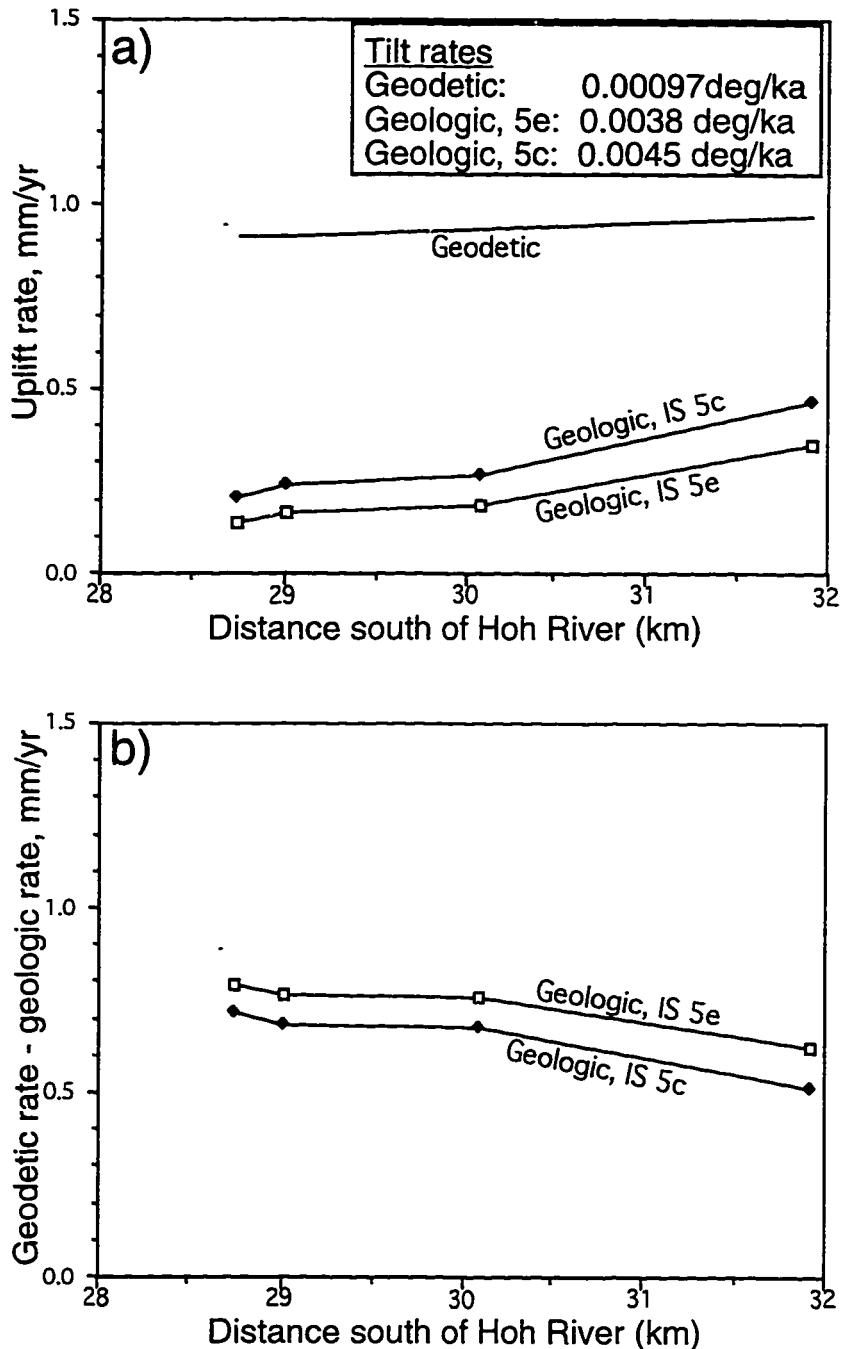 a)
1.5
Tilt rates
Geodetic: 0.00097deg/ka
Geologic, 5e: 0.0038 deg/ka
Geologic, 5c: 0.0045 deg/ka
Uplift rate, mm/yr
1.0
Geodetic
0.5
Geologic, IS 5c
Geologic, IS 5e
0.0
28 29 30 31 32
Distance south of Hoh River (km)
b)
1.5
Geodetic rate - geologic rate, mm/yr
1.0
Geologic, IS 5e
Geologic, IS 5c
0.5
0.0
28 29 30 31 32
Distance south of Hoh River (km)